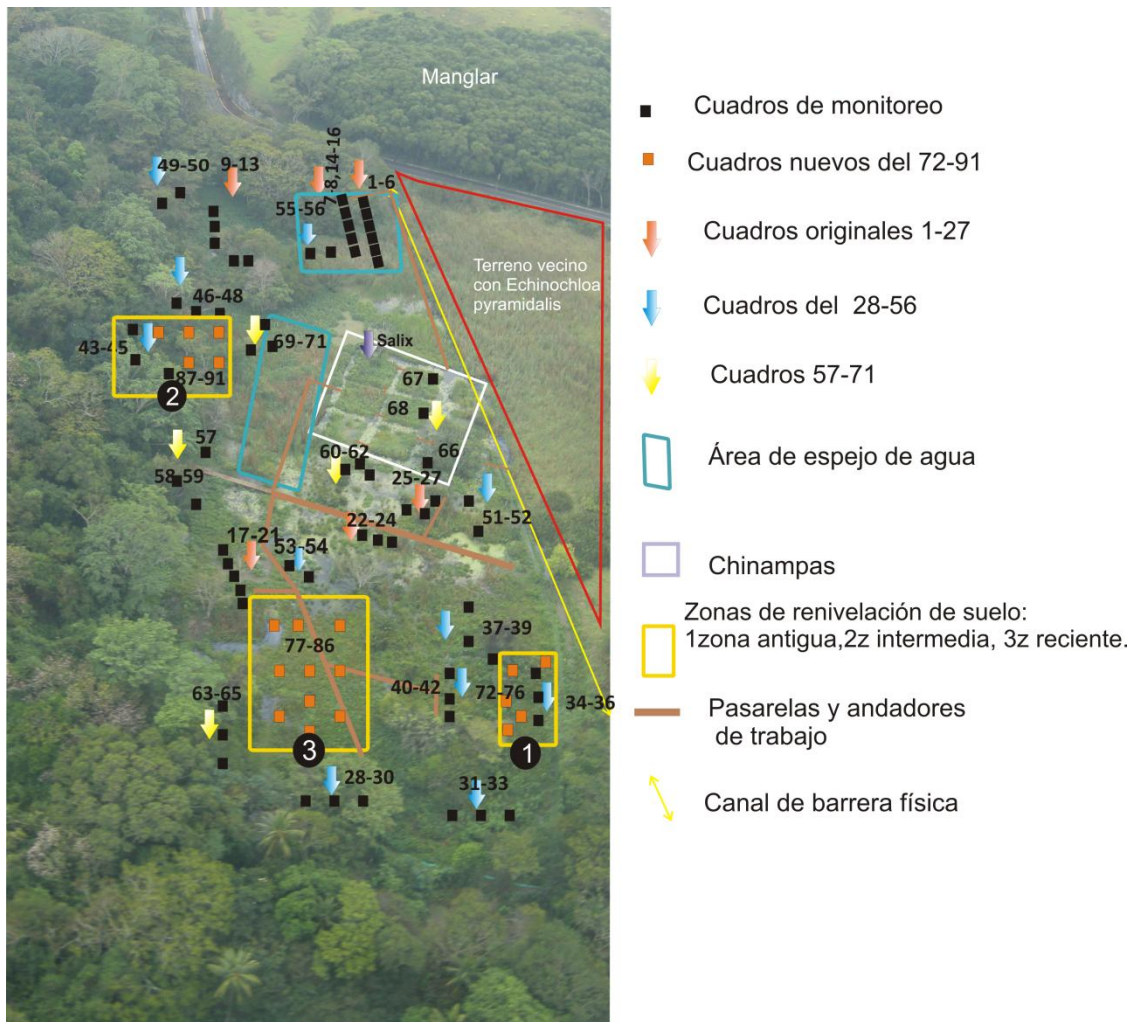 Manglar
49-50
9-13
7-8,14-16
1-6
55-56
Terreno vecino
con Echinochloa
pyramidalis
46-48
43-45
69-71
Salix
67
87-91
2
68
57
60-62
66
58-59
25-27
51-52
22-24
17-21
53-54
37-39
77-86
40-42
72-76
34-36
63-65
3
1
28-30
31-33
Cuadros de monitoreo
Cuadros nuevos del 72-91
Cuadros originales 1-27
Cuadros del 28-56
Cuadros 57-71
Área de espejo de agua
Chinampas
Zonas de renivelación de suelo:
1zona antigua,2z intermedia, 3z reciente.
Pasarelas y andadores
de trabajo
Canal de barrera física